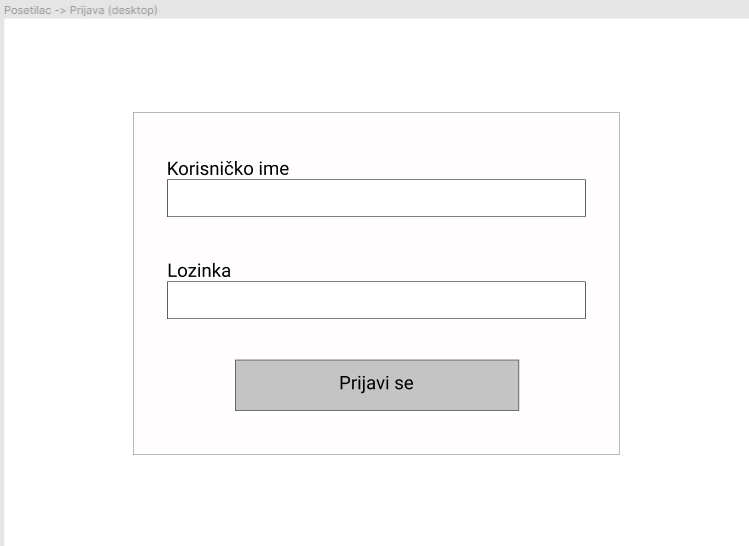 Posetilac -> Prijava (desktop)
Korisničko ime
Lozinka
Prijavi se